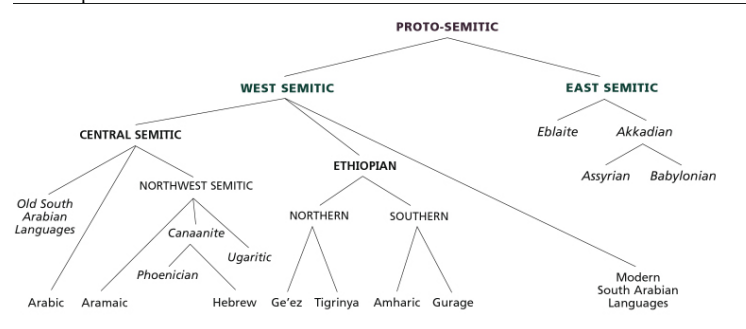 PROTO-SEMITIC
WEST SEMITIC
EAST SEMITIC
CENTRAL SEMITIC
Eblaite
Akkadian
ETHIOPIAN
Assyrian
Babylonian
NORTHWEST SEMITIC
Old South
Arabian
Languages
NORTHERN
SOUTHERN
Canaanite
Ugaritic
Phoenician
Modern
South Arabian
Languages
Arabic
Aramaic
Hebrew
Ge'ez
Tigrinya
Amharic
Gurage